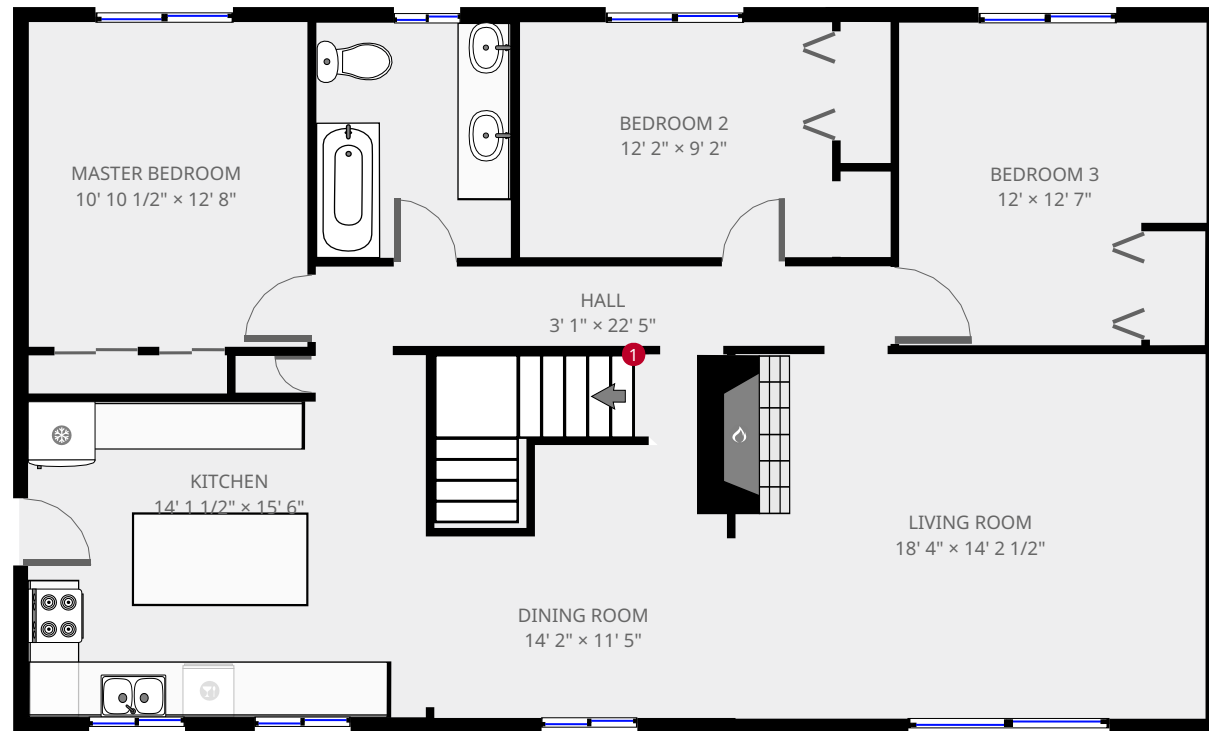 MASTER BEDROOM
10' 10 1/2" × 12' 8"
BEDROOM 2
12' 2" × 9' 2"
BEDROOM 3
12' × 12' 7"
HALL
3' 1" × 22' 5"
1
KITCHEN
14' 1 1/2" × 15' 6"
LIVING ROOM
18' 4" × 14' 2 1/2"
DINING ROOM
14' 2" × 11' 5"